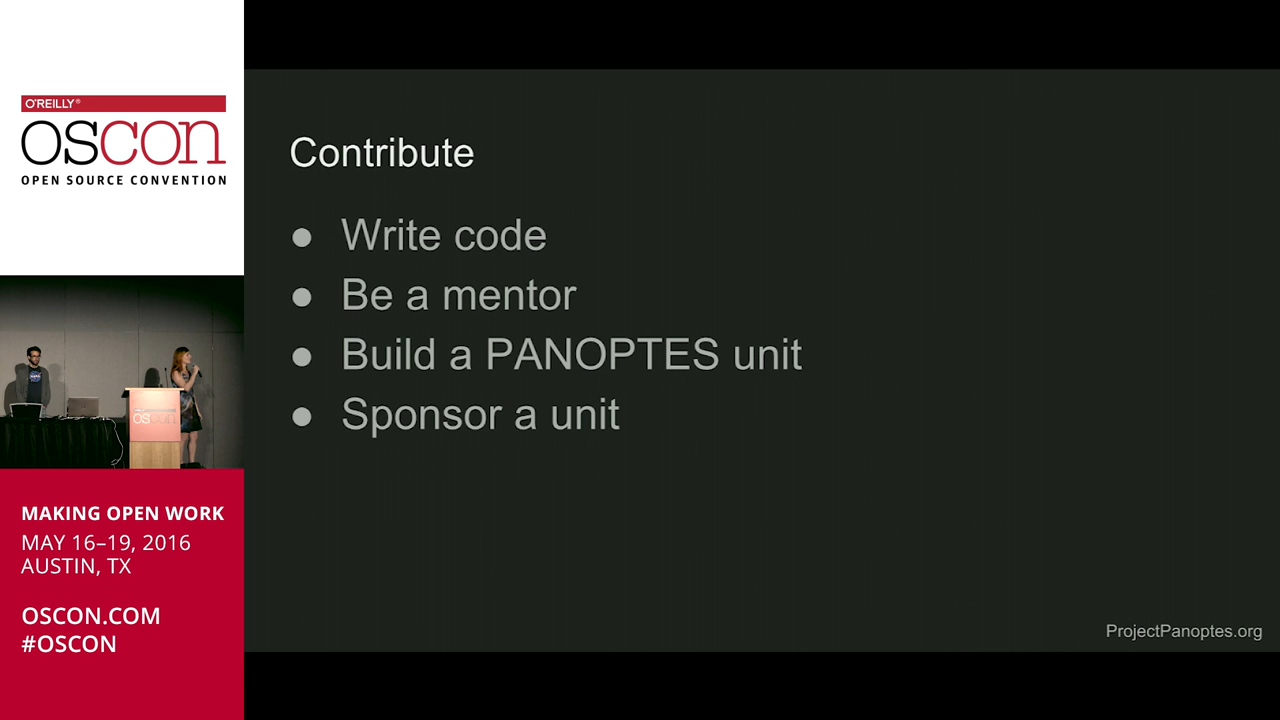 O'REILLY®
OSCON
OPEN SOURCE CONVENTION
MAKING OPEN WORK
MAY 16–19, 2016
AUSTIN, TX
OSCON.COM
#OSCON
Contribute
● Write code
● Be a mentor
● Build a PANOPTES unit
● Sponsor a unit
ProjectPanoptes.org
oscon